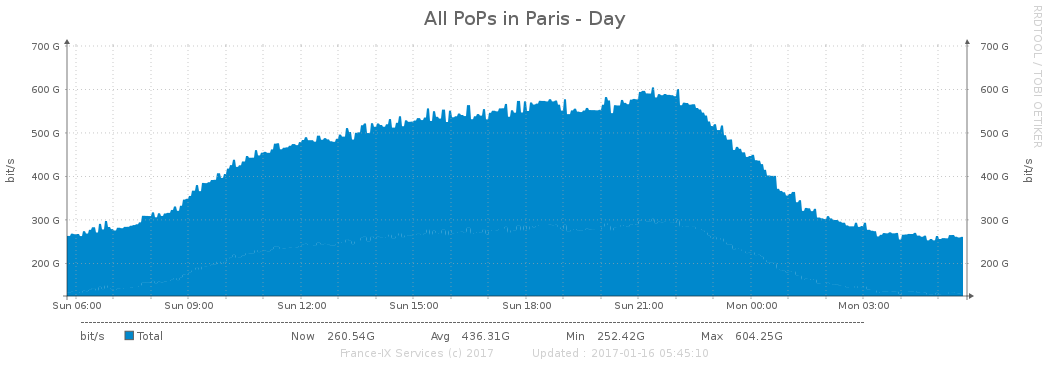 All PoPs in Paris - Day
RRDTOOL / TOBI OETIKER
700 G 700 G
600 G 600 G
500 G 500 G
400 G 400 G
300 G 300 G
200 G 200 G
bit/s bit/s
Sun 06:00 Sun 09:00 Sun 12:00 Sun 15:00 Sun 18:00 Sun 21:00 Mon 00:00 Mon 03:00
bit/s Total Now 260.54G Avg 436.31G Min 252.42G Max 604.25G
France-IX Services (c) 2017 Updated : 2017-01-16 05:45:10